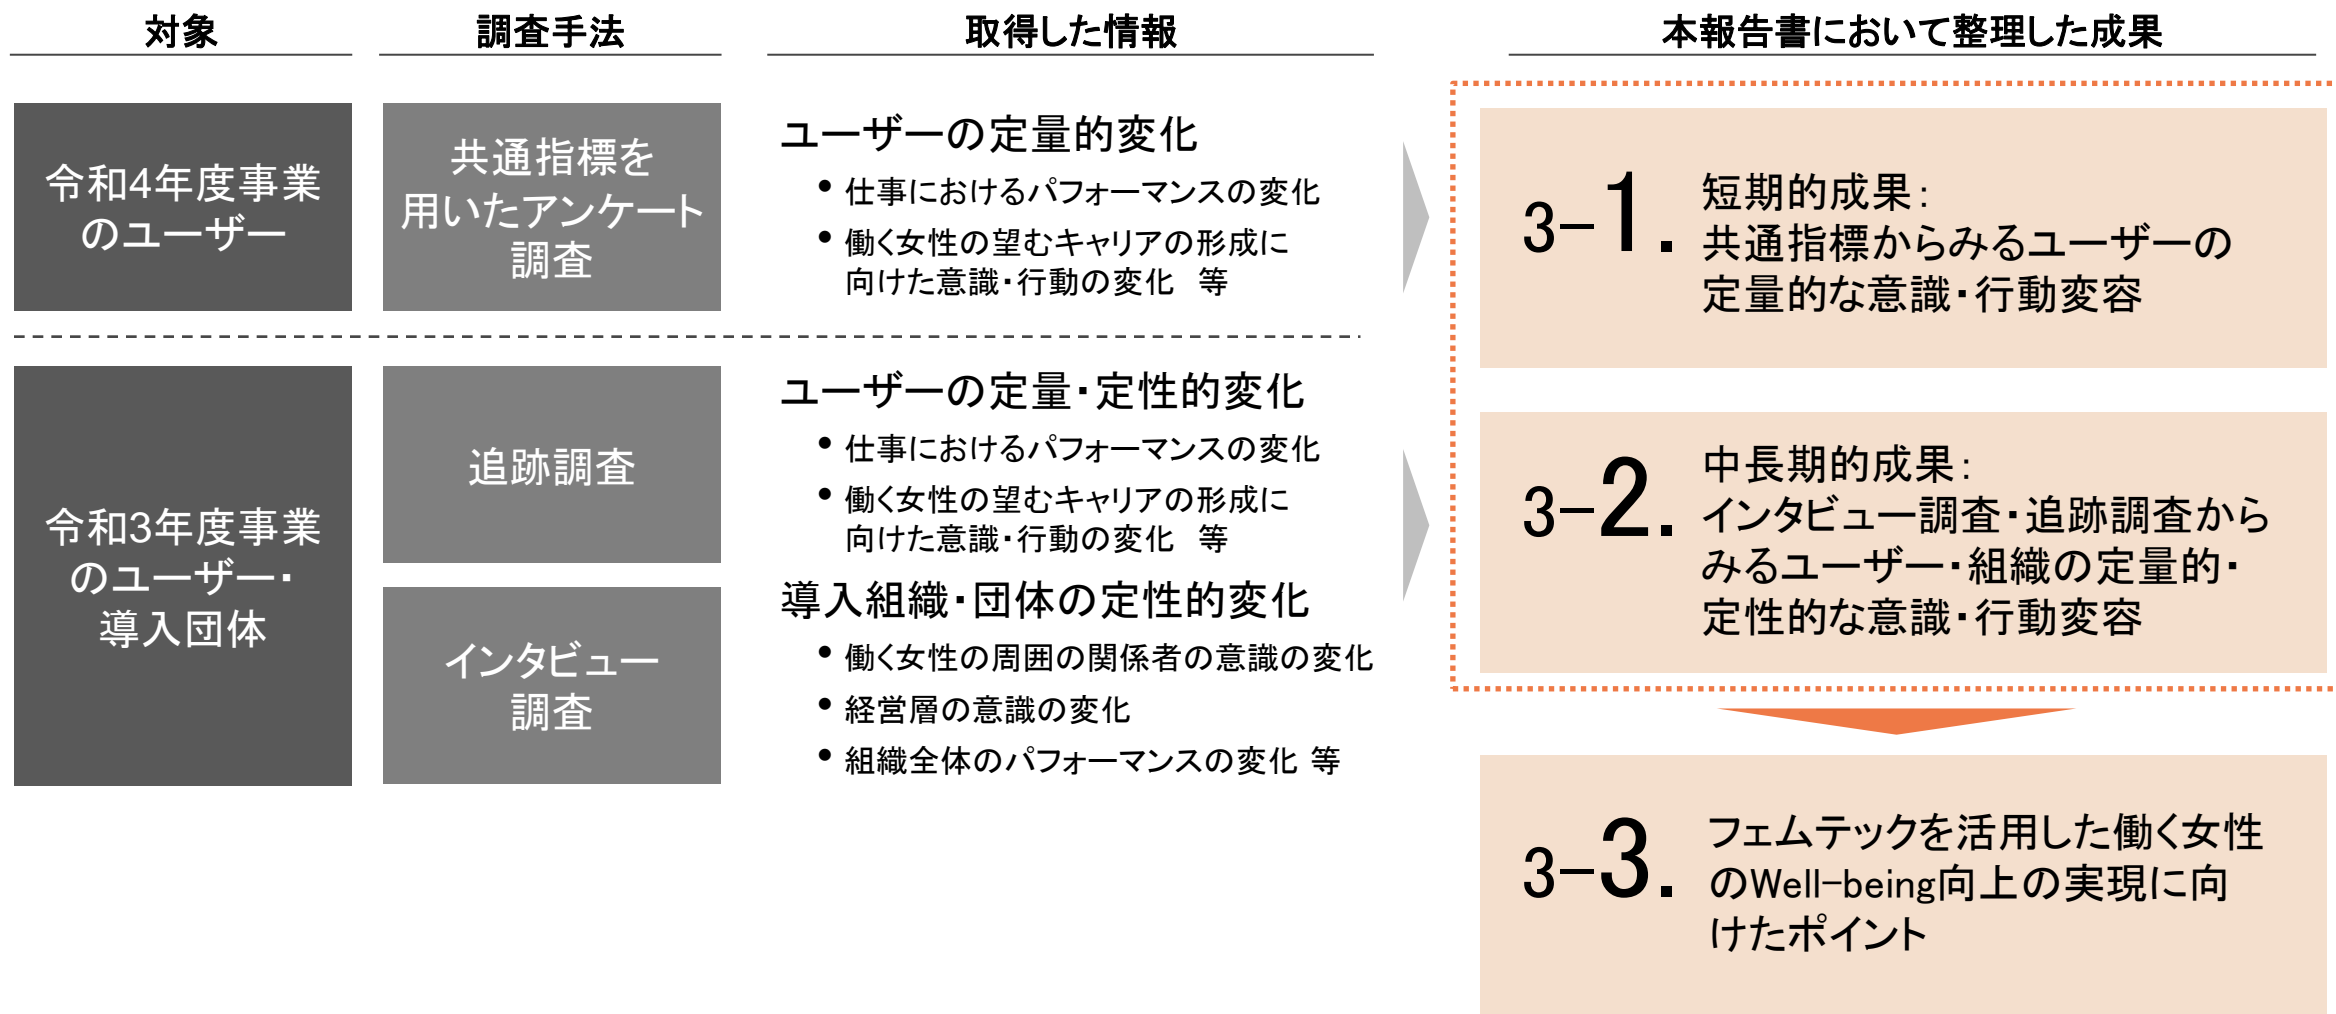 対象
調査手法
取得した情報
本報告書において整理した成果
令和4年度事業
のユーザー
共通指標を
用いたアンケート
調査
ユーザーの定量的変化
• 仕事におけるパフォーマンスの変化
• 働く女性の望むキャリアの形成に
向けた意識・行動の変化 等
3-1.
短期的成果：
共通指標からみるユーザーの
定量的な意識・行動変容
令和3年度事業
のユーザー・
導入団体
追跡調査
インタビュー
調査
ユーザーの定量・定性的変化
• 仕事におけるパフォーマンスの変化
• 働く女性の望むキャリアの形成に
向けた意識・行動の変化 等
導入組織・団体の定性的変化
• 働く女性の周囲の関係者の意識の変化
• 経営層の意識の変化
• 組織全体のパフォーマンスの変化 等
3-2.
中長期的成果：
インタビュー調査・追跡調査から
みるユーザー・組織の定量的・
定性的な意識・行動変容
3-3.
フェムテックを活用した働く女性
のWell-being向上の実現に向
けたポイント